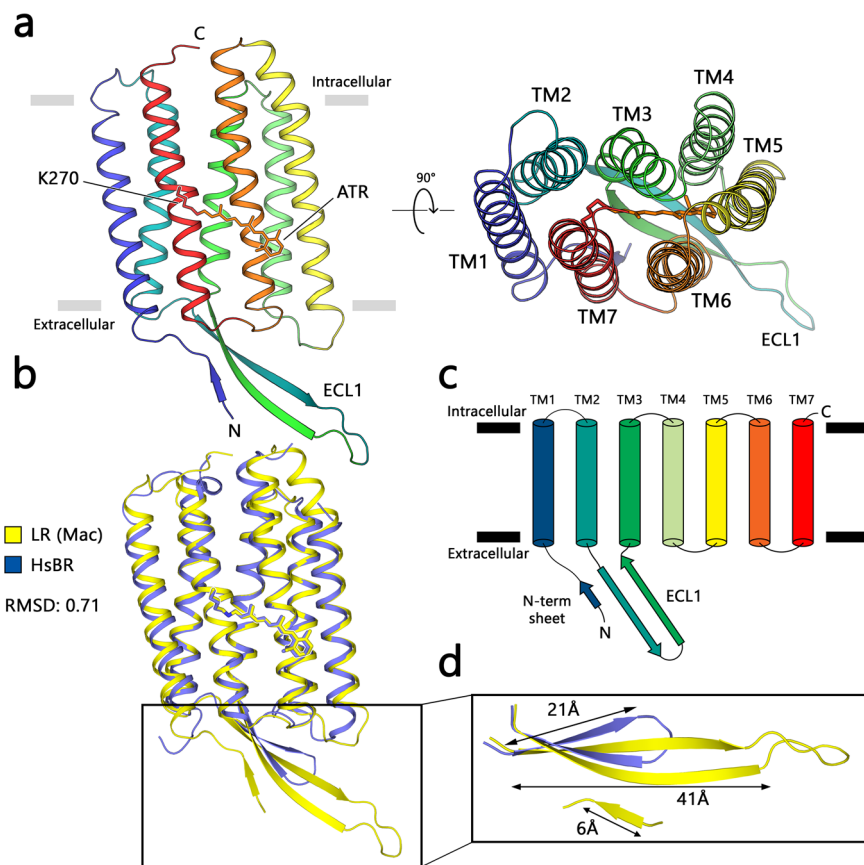 a
C
Intracellular
K270
ATR
Extracellular
ECL1
N
90°
TM1
TM2
TM3
TM4
TM5
TM6
TM7
ECL1
b
LR (Mac)
HsBR
RMSD: 0.71
c
TM1 TM2 TM3 TM4 TM5 TM6 TM7
Intracellular
C
Extracellular
N-term
sheet
N
ECL1
d
21Å
41Å
6Å